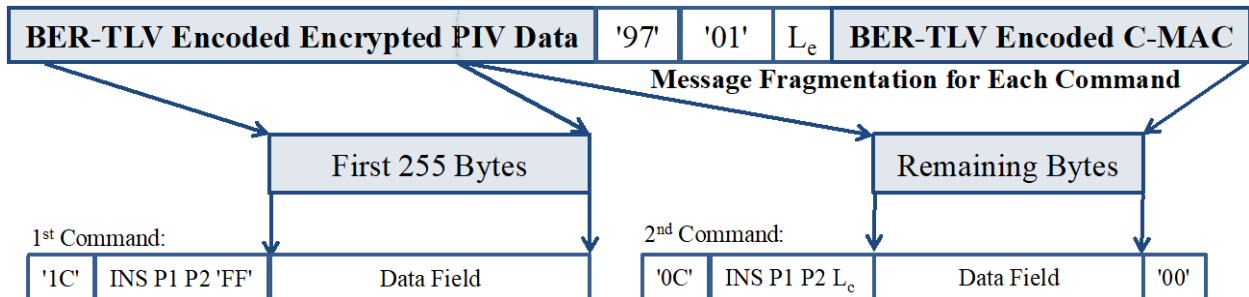 BER-TLV Encoded Encrypted PIV Data '97' '01' Le BER-TLV Encoded C-MAC
Message Fragmentation for Each Command
First 255 Bytes Remaining Bytes
1st Command: 2nd Command:
'1C' INS P1 P2 'FF' Data Field '0C' INS P1 P2 Lc Data Field '00'